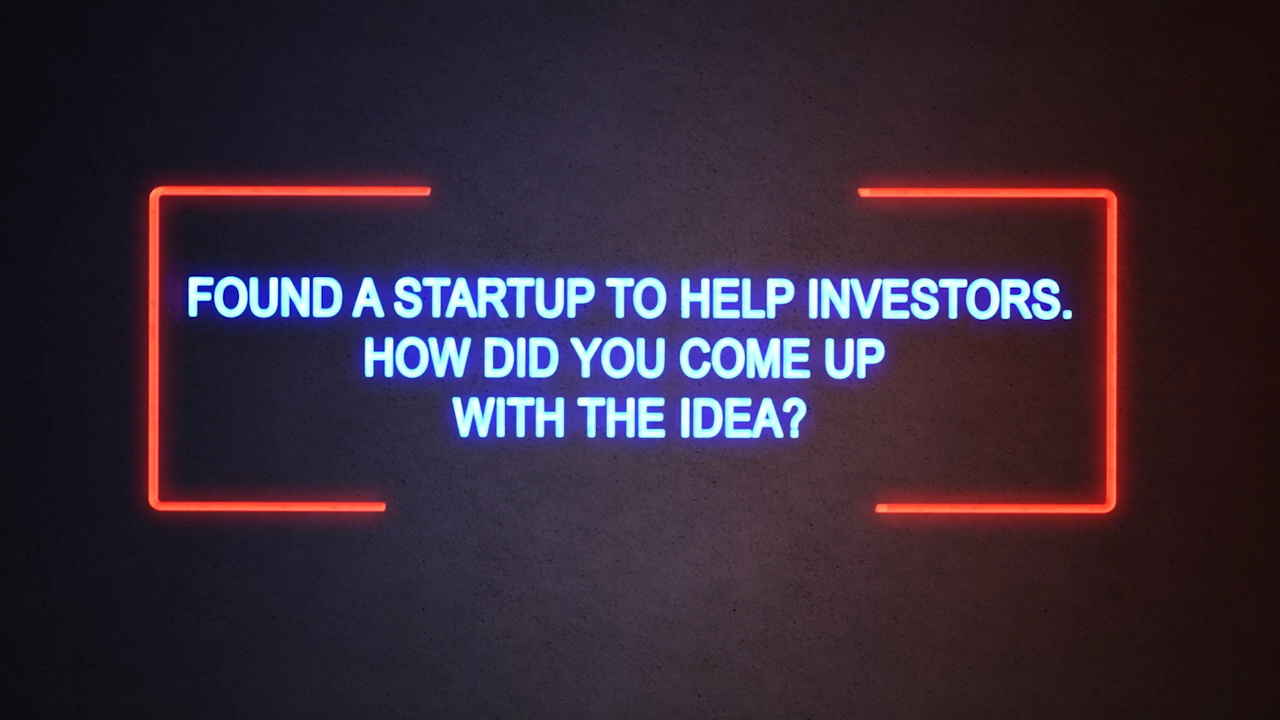 FOUND A STARTUP TO HELP INVESTORS.
HOW DID YOU COME UP
WITH THE IDEA?